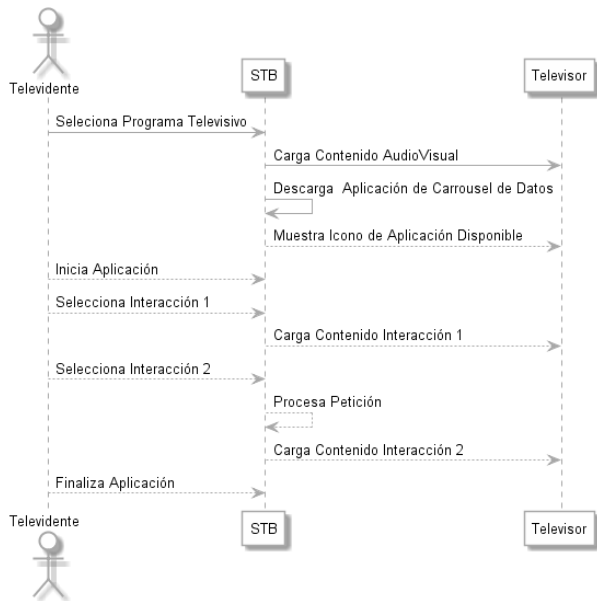 Televidente
STB
Televisor
Seleciona Programa Televisivo
Carga Contenido AudioVisual
Descarga  Aplicación de Carrousel de Datos
Muestra Icono de Aplicación Disponible
Inicia Aplicación
Selecciona Interacción 1
Carga Contenido Interacción 1
Selecciona Interacción 2
Procesa Petición
Carga Contenido Interacción 2
Finaliza Aplicación
Televidente
STB
Televisor